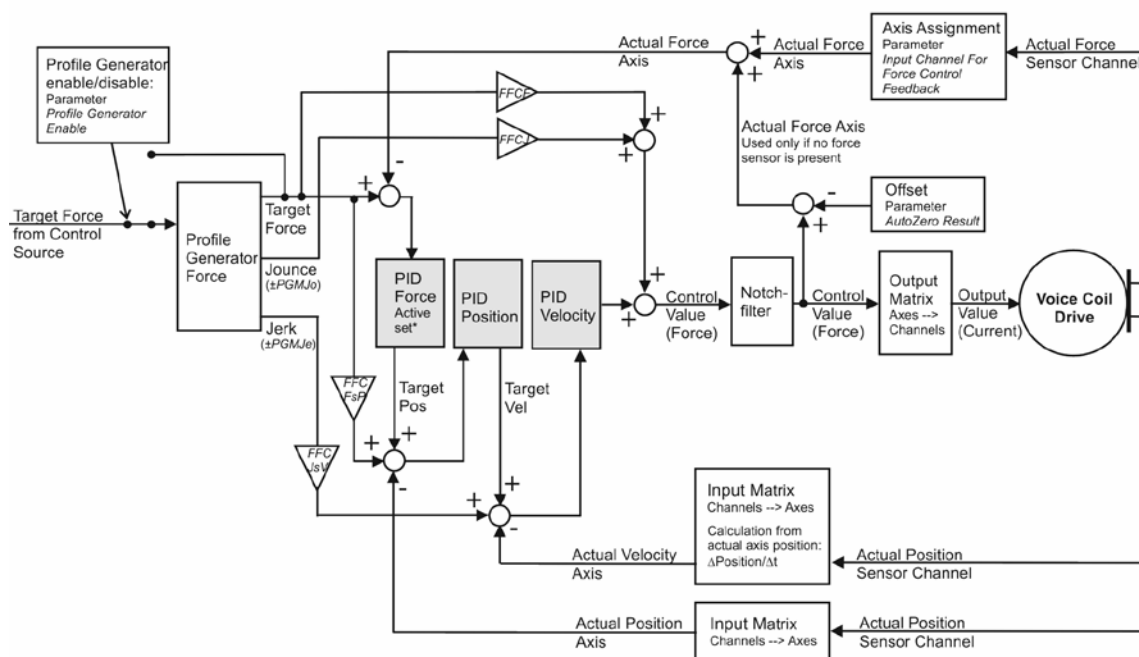 Profile Generator
enable/disable:
Parameter
Profile Generator
Enable
Target Force
from Control
Source
Profile
Generator
Force
Target
Force
Jounce
(±PGMJo)
Jerk
(±PGMJe)
FFCF
FFCJ
Actual Force
Axis
+
+
Actual Force
Axis
Axis Assignment
Parameter
Input Channel For
Force Control
Feedback
Actual Force
Sensor Channel
Actual Force Axis
Used only if no force
sensor is present
-
+
+
+
-
+
Offset
Parameter
AutoZero Result
PID
Force
Active
set*
PID
Position
PID
Velocity
+
+
Control
Value
(Force)
Notch-
filter
Control
Value
(Force)
Output
Matrix
Axes -->
Channels
Output
Value
(Current)
Voice Coil
Drive
FFC
FsP
Target
Pos
Target
Vel
+
+
-
FFC
JsV
+
+
-
Input Matrix
Channels --> Axes
Calculation from
actual axis position:
ΔPosition/Δt
Actual Velocity
Axis
Actual Position
Sensor Channel
Actual Position
Axis
Input Matrix
Channels --> Axes
Actual Position
Sensor Channel